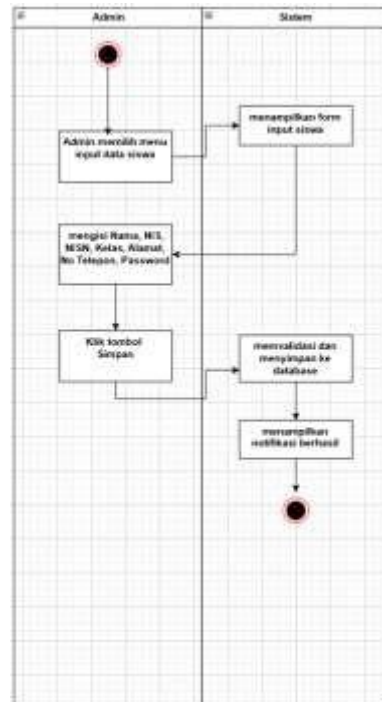 Admin
Sistem
Admin memilih menu
input data siswa
menampilkan form
input siswa
mengisi Nama, NIS,
NISN, Kelas, Alamat,
No Telepon, Password
Klik tombol
Simpan
memvalidasi dan
menyimpan ke
database
menampilkan
notifikasi berhasil